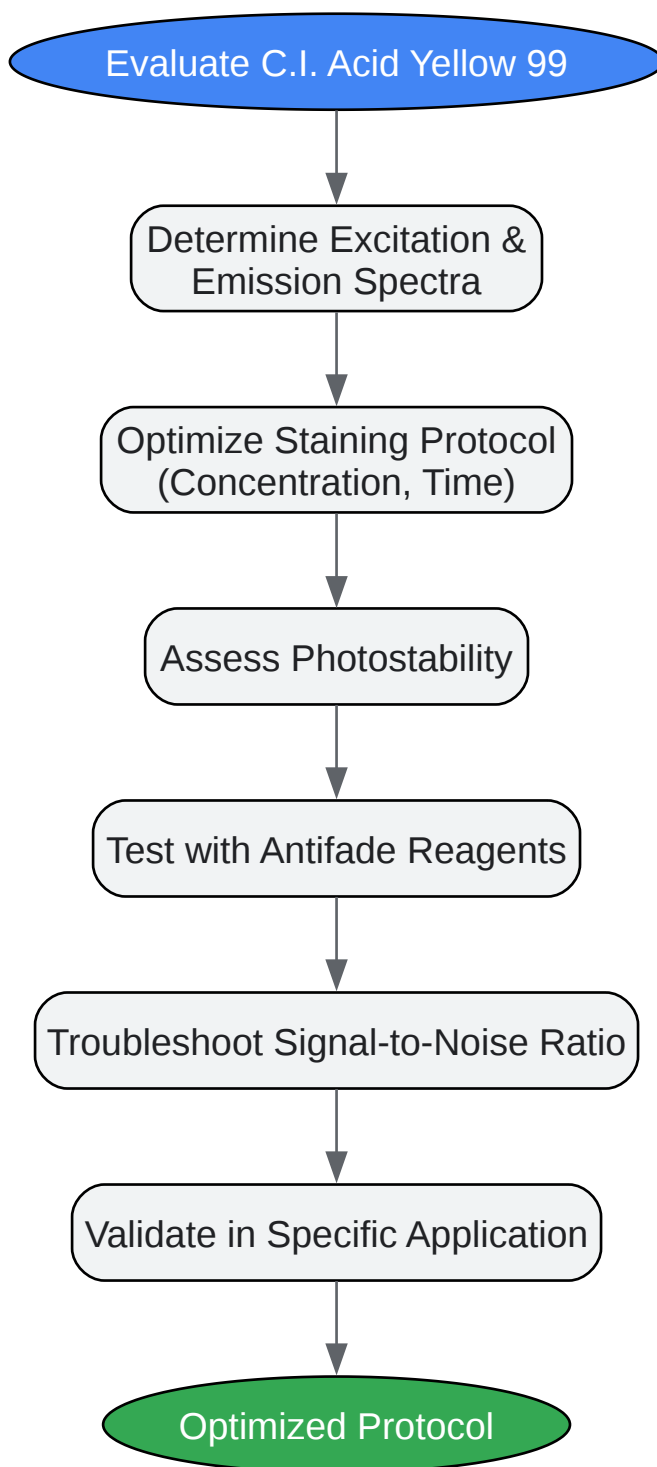 Evaluate C.I. Acid Yellow 99
Determine Excitation &
Emission Spectra
Optimize Staining Protocol
(Concentration, Time)
Assess Photostability
Test with Antifade Reagents
Troubleshoot Signal-to-Noise Ratio
Validate in Specific Application
Optimized Protocol